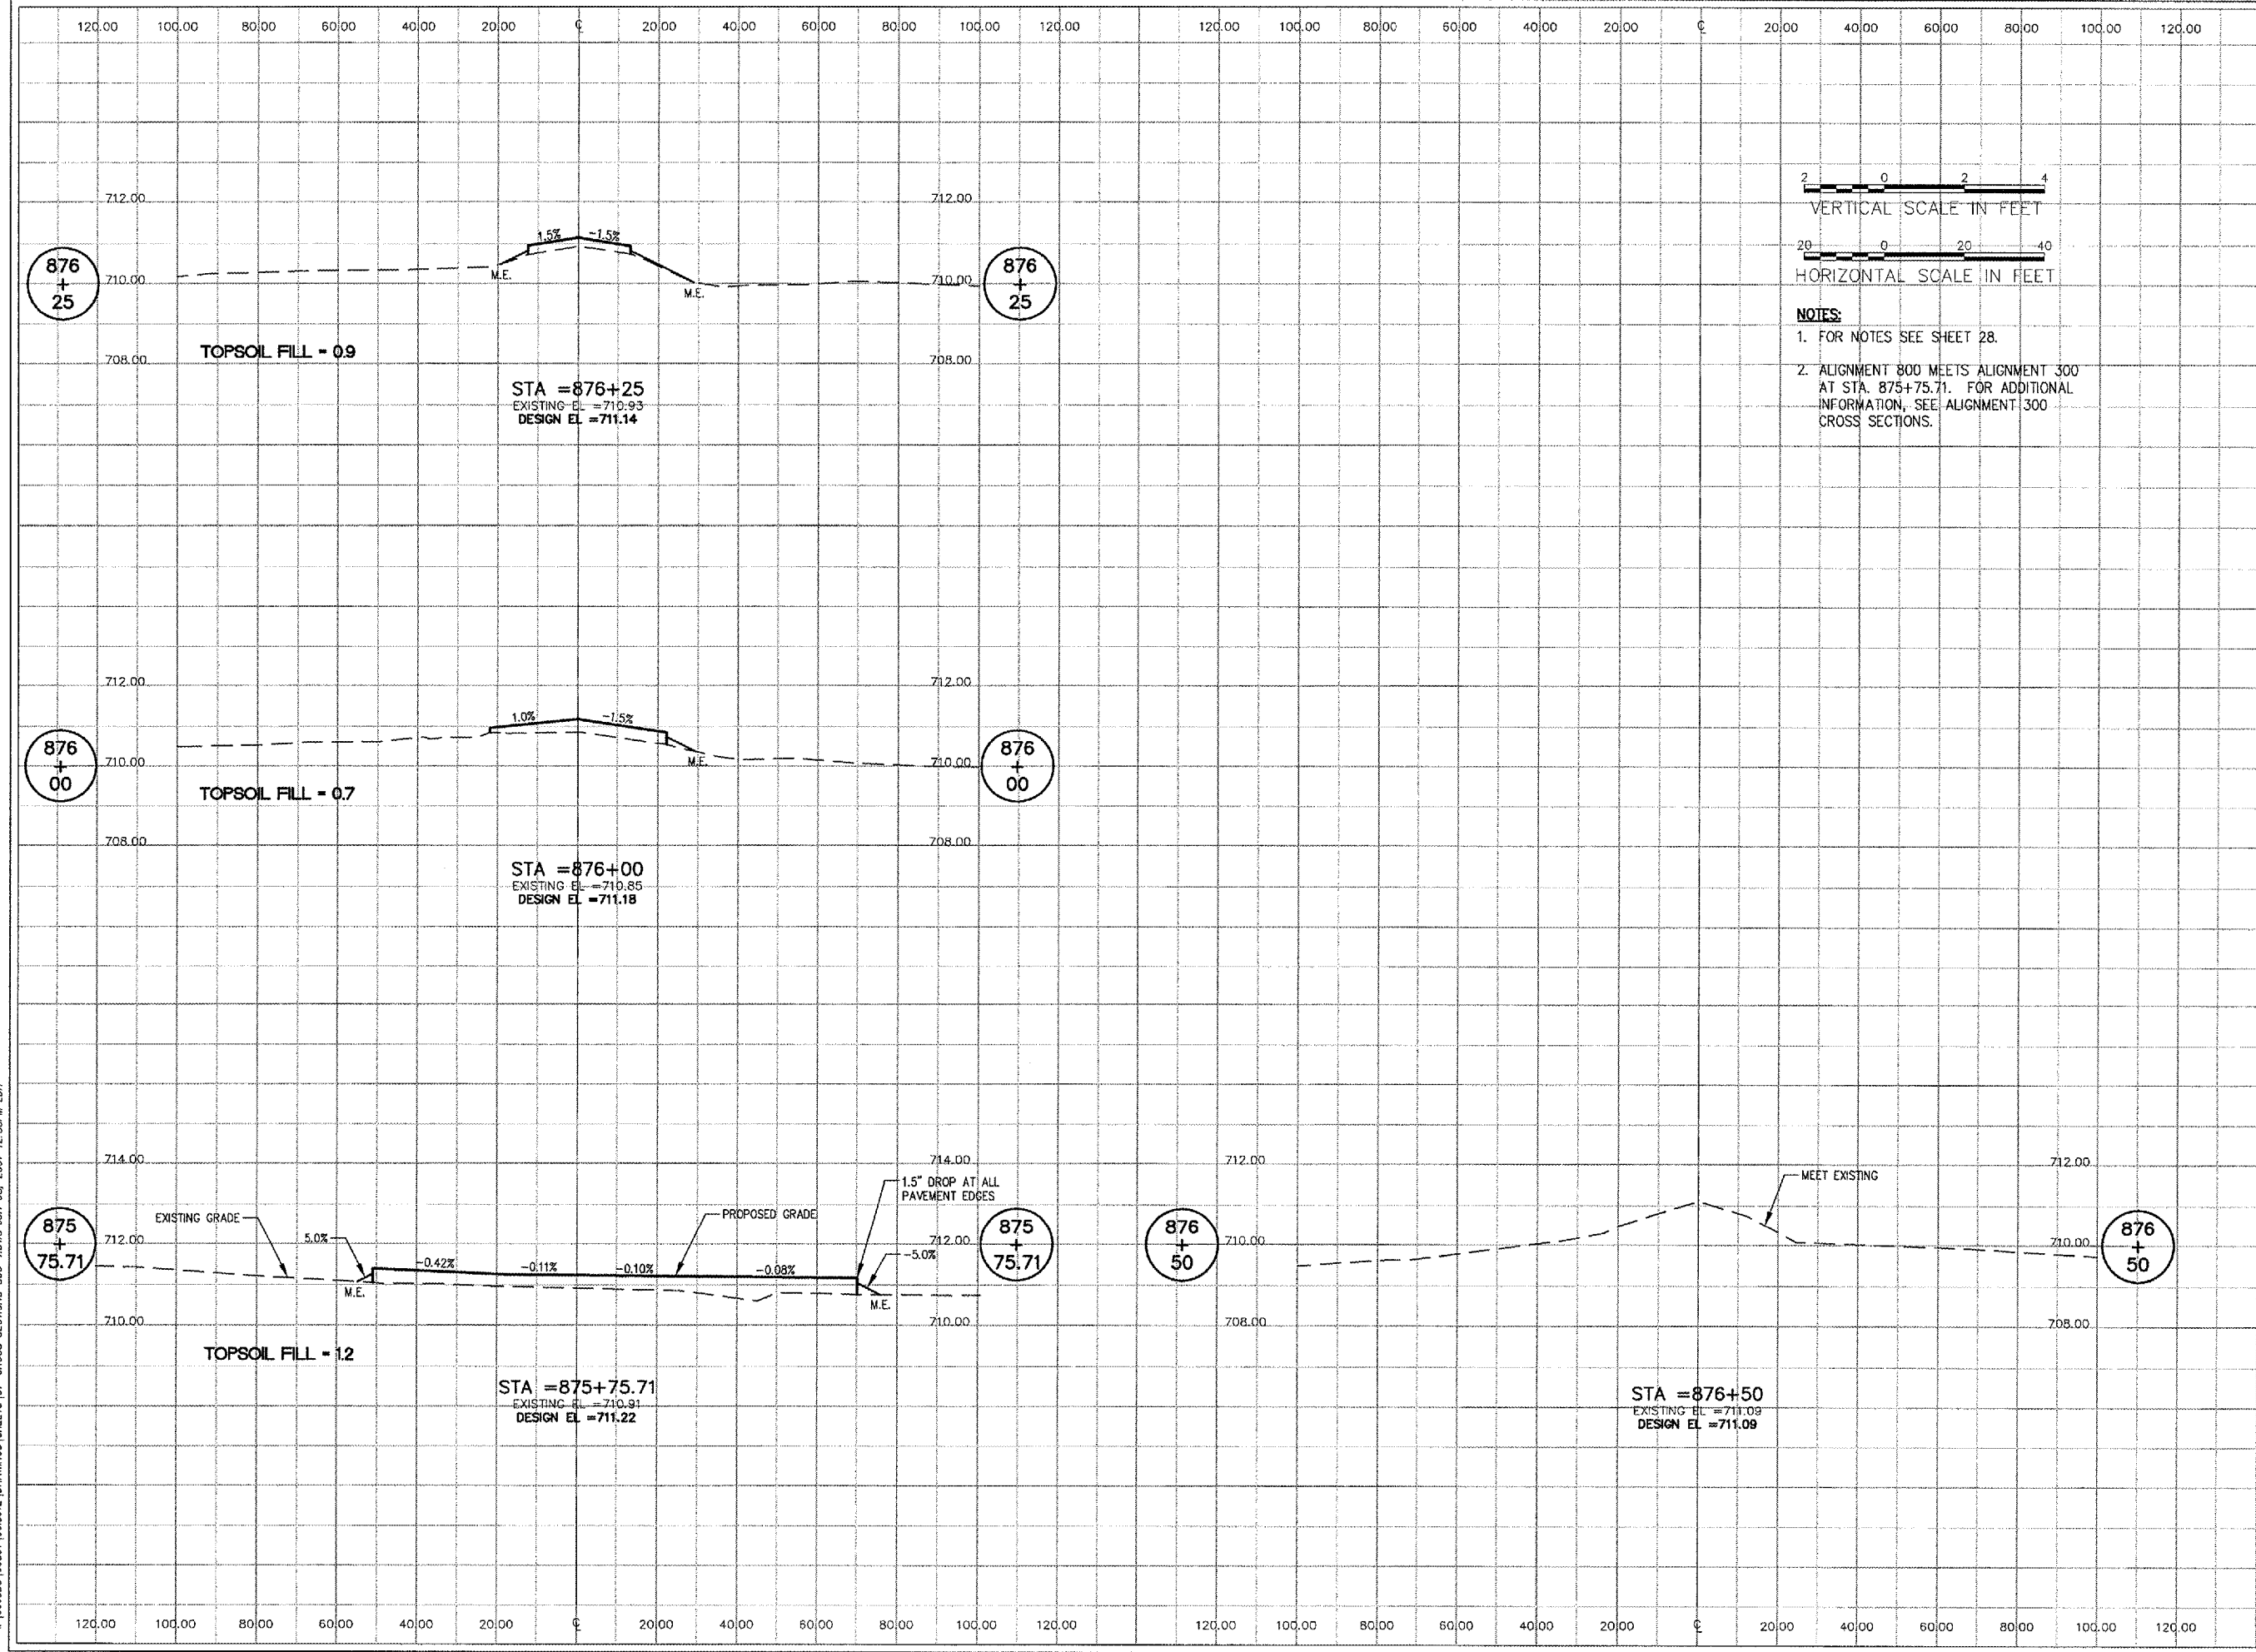 120.00 100.00 80.00 60.00 40.00 20.00 ℄ 20.00 40.00 60.00 80.00 100.00 120.00
120.00 100.00 80.00 60.00 40.00 20.00 ℄ 20.00 40.00 60.00 80.00 100.00 120.00
712.00 712.00
1.5% -1.5%
876
+
25
710.00
M.E.
M.E.
710.00
876
+
25
708.00 708.00
TOPSOIL FILL = 0.9
STA =876+25
EXISTING EL =710.93
DESIGN EL =711.14
2 0 2 4
VERTICAL SCALE IN FEET
20 0 20 40
HORIZONTAL SCALE IN FEET
NOTES:
1. FOR NOTES SEE SHEET 28.
2. ALIGNMENT 800 MEETS ALIGNMENT 300
AT STA. 875+75.71. FOR ADDITIONAL
INFORMATION, SEE ALIGNMENT 300
CROSS SECTIONS.
712.00 712.00
1.0% -1.5%
876
+
00
710.00
M.E.
710.00
876
+
00
TOPSOIL FILL = 0.7
708.00 708.00
STA =876+00
EXISTING EL =710.85
DESIGN EL =711.18
714.00 714.00
1.5" DROP AT ALL
PAVEMENT EDGES
EXISTING GRADE
PROPOSED GRADE
875
+
75.71
712.00
5.0%
-0.42% -0.11% -0.10% -0.08%
-5.0%
M.E.
M.E.
712.00
875
+
75.71
710.00 710.00
TOPSOIL FILL = 1.2
STA =875+75.71
EXISTING EL =710.91
DESIGN EL =711.22
712.00 712.00
MEET EXISTING
876
+
50
710.00 710.00
876
+
50
708.00 708.00
STA =876+50
EXISTING EL =711.09
DESIGN EL =711.09
120.00 100.00 80.00 60.00 40.00 20.00 ℄ 20.00 40.00 60.00 80.00 100.00
120.00 100.00 80.00 60.00 40.00 20.00 ℄ 20.00 40.00 60.00 80.00 100.00 120.00